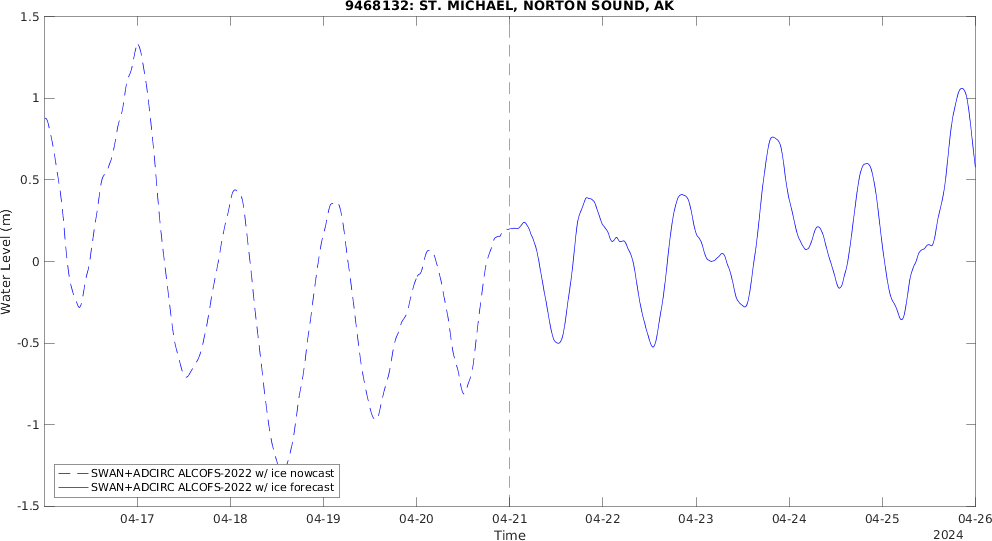 9468132: ST. MICHAEL, NORTON SOUND, AK
1.5
1
0.5
0
-0.5
-1
-1.5
Water Level (m)
SWAN+ADCIRC ALCOFS-2022 w/ ice nowcast
SWAN+ADCIRC ALCOFS-2022 w/ ice forecast
04-17 04-18 04-19 04-20 04-21 04-22 04-23 04-24 04-25 04-26
Time
2024